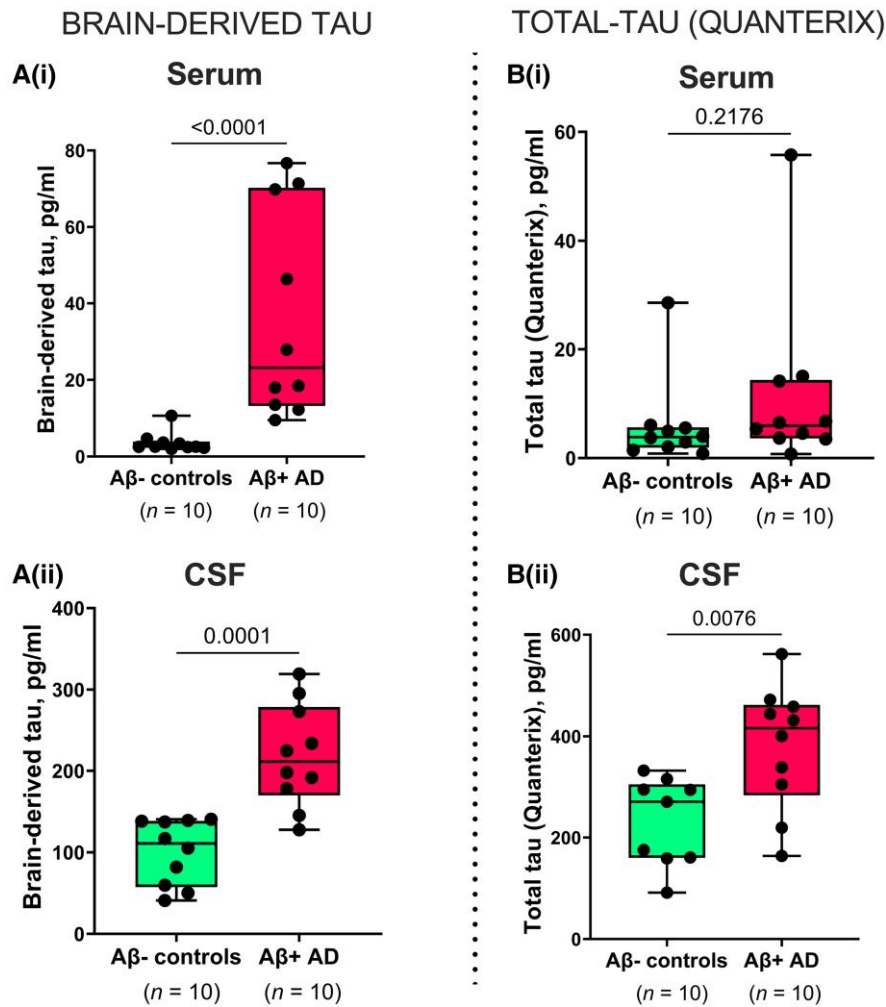 BRAIN-DERIVED TAU
TOTAL-TAU (QUANTERIX)
A(i)
Serum
<0.0001
Brain-derived tau, pg/ml
80
60
40
20
0
Aβ- controls
Aβ+ AD
(n = 10)
(n = 10)
B(i)
Serum
0.2176
Total tau (Quanterix), pg/ml
60
40
20
0
Aβ- controls
Aβ+ AD
(n = 10)
(n = 10)
A(ii)
CSF
0.0001
Brain-derived tau, pg/ml
400
300
200
100
0
Aβ- controls
Aβ+ AD
(n = 10)
(n = 10)
B(ii)
CSF
0.0076
Total tau (Quanterix), pg/ml
600
400
200
0
Aβ- controls
Aβ+ AD
(n = 10)
(n = 10)